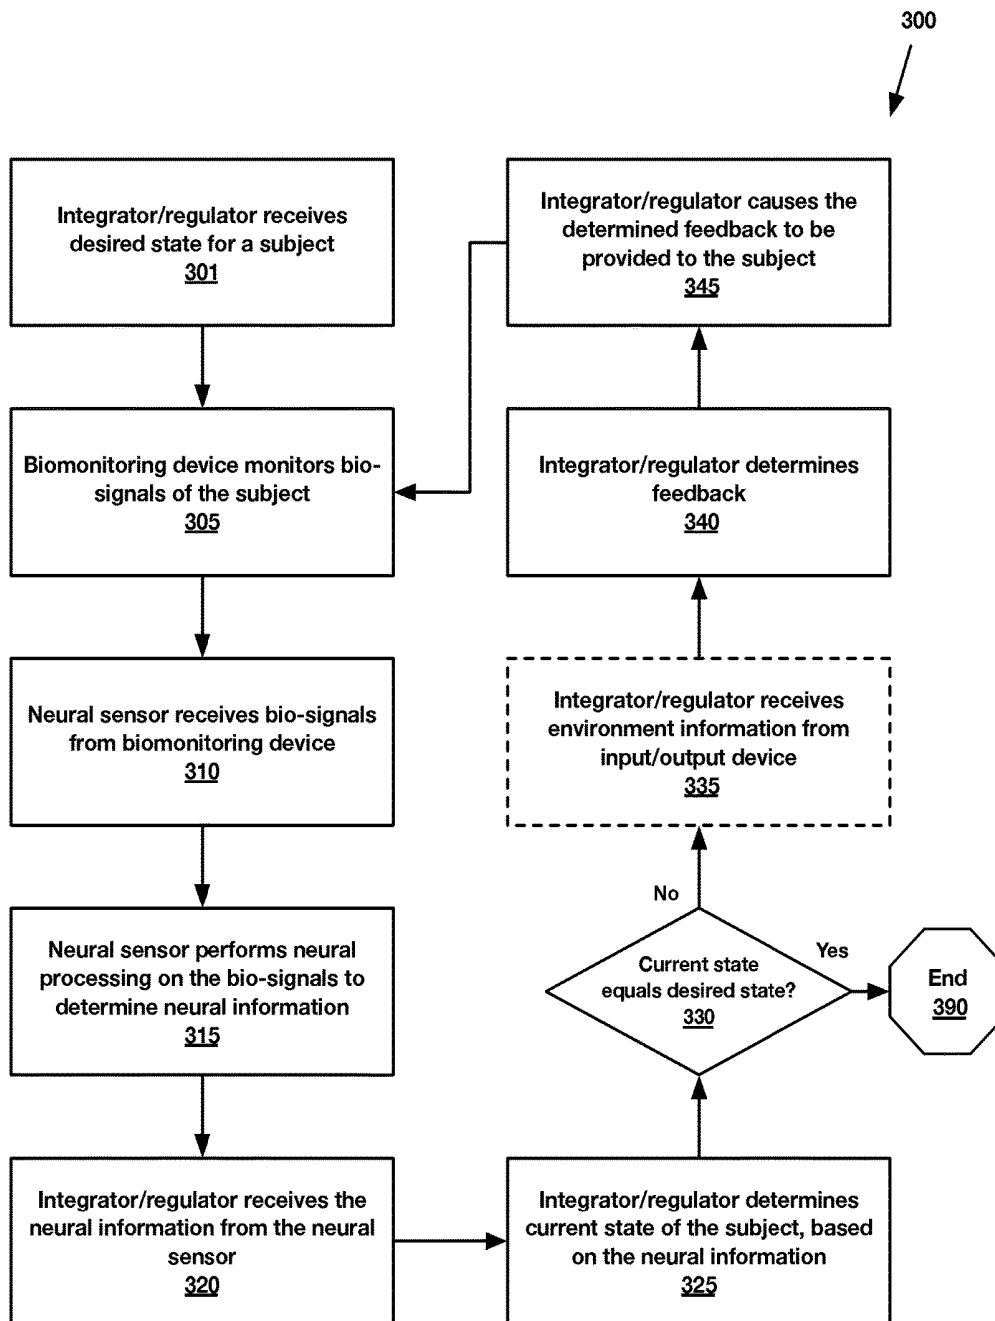 300
Integrator/regulator receives
desired state for a subject
301
Biomonitoring device monitors bio-
signals of the subject
305
Neural sensor receives bio-signals
from biomonitoring device
310
Neural sensor performs neural
processing on the bio-signals to
determine neural information
315
Integrator/regulator receives the
neural information from the neural
sensor
320
Integrator/regulator determines
current state of the subject, based
on the neural information
325
Current state
equals desired state?
330
Yes
End
390
No
Integrator/regulator receives
environment information from
input/output device
335
Integrator/regulator determines
feedback
340
Integrator/regulator causes the
determined feedback to be
provided to the subject
345